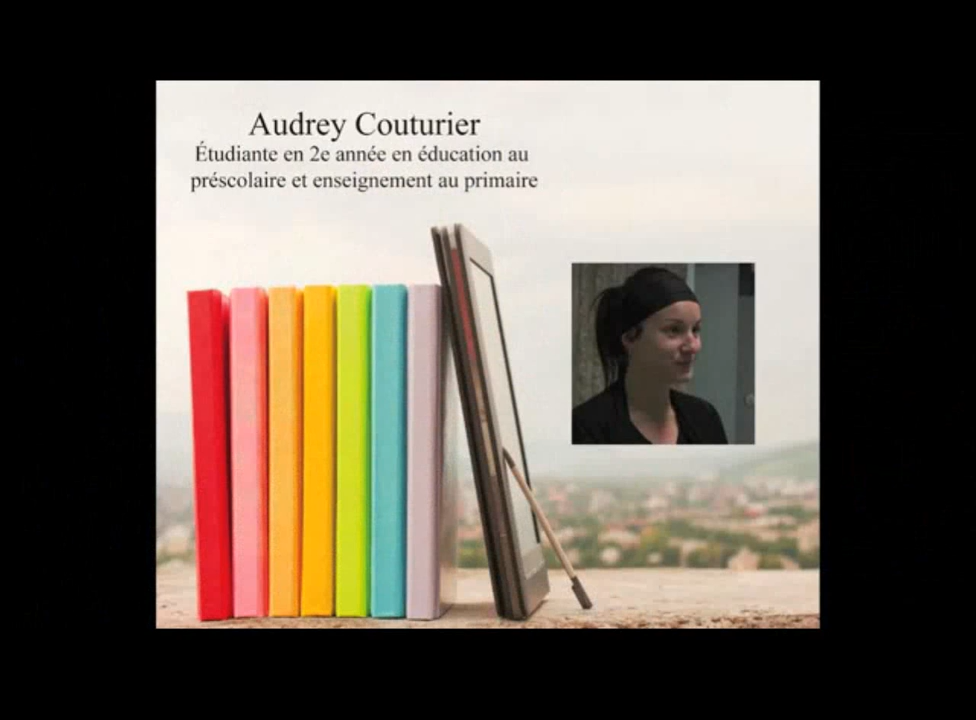 Audrey Couturier
Étudiante en 2e année en éducation au
préscolaire et enseignement au primaire